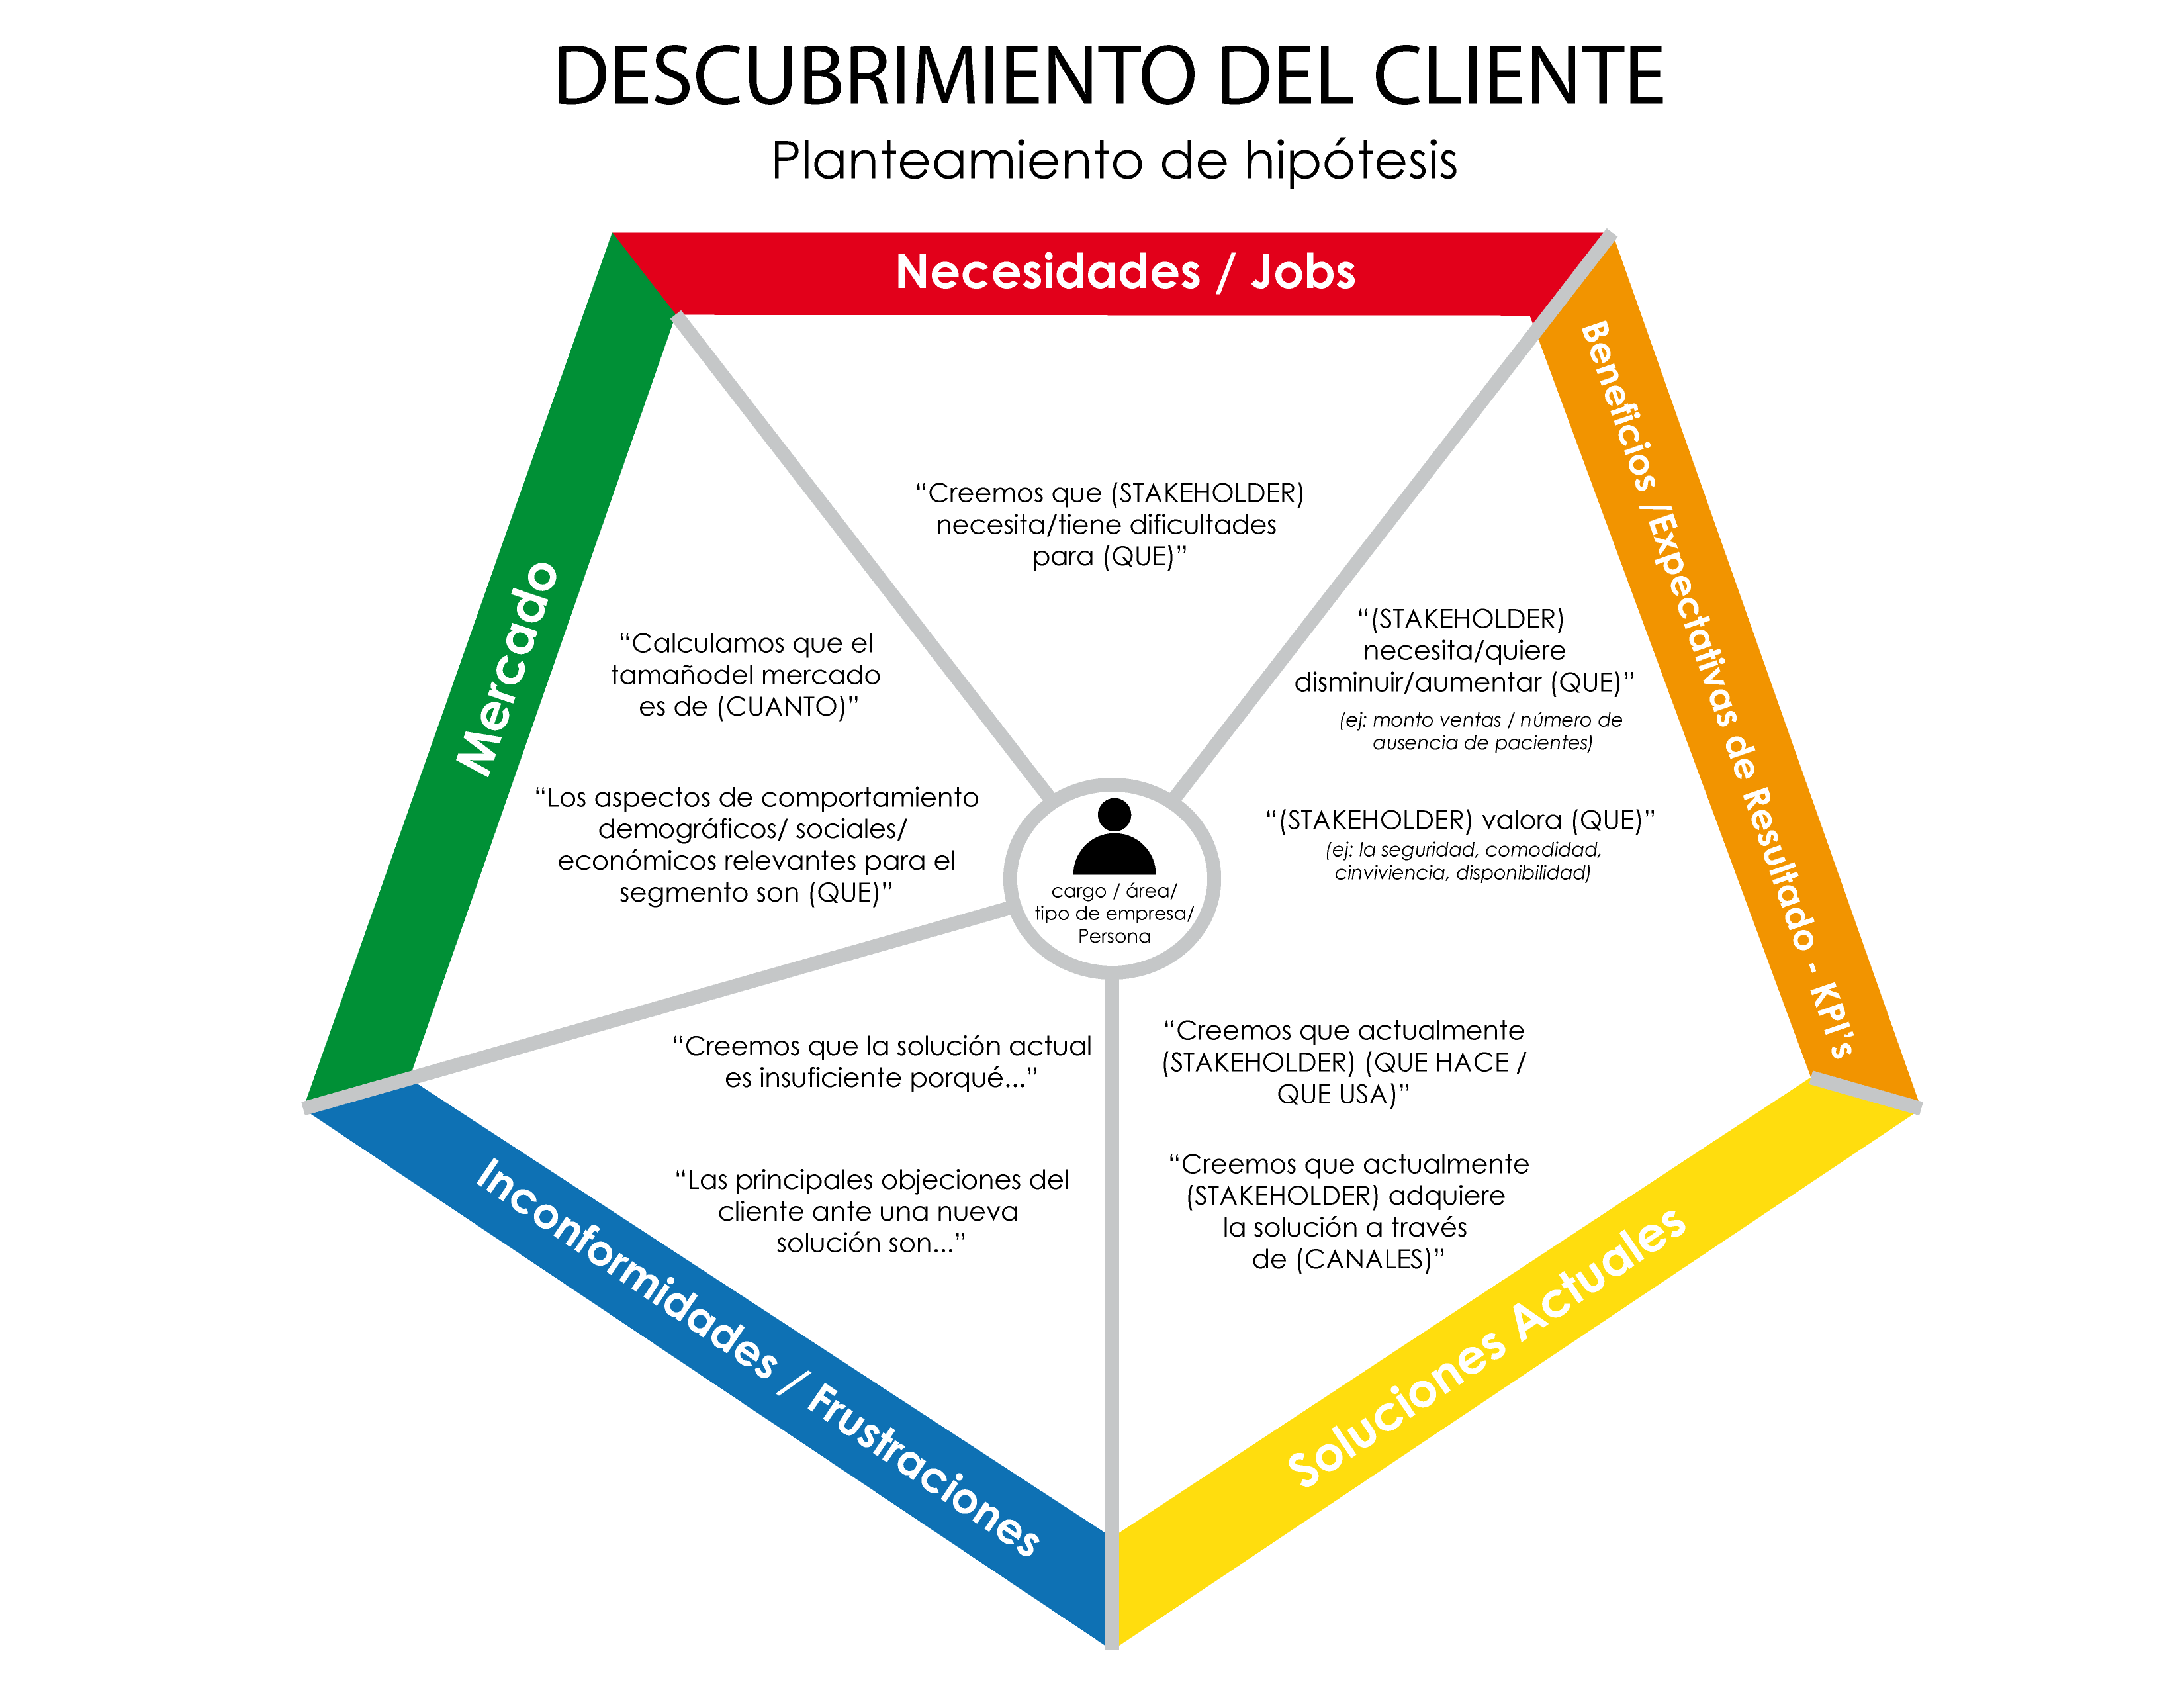 DESCUBRIMIENTO DEL CLIENTE
Planteamiento de hipótesis
Necesidades / Jobs
“Creemos que (STAKEHOLDER)
necesita/tiene dificultades
para (QUE)”
Beneficios /Expectativas de Resultado - KPI's
“(STAKEHOLDER)
necesita/quiere
disminuir/aumentar (QUE)”
(ej: monto ventas / número de
ausencia de pacientes)
“(STAKEHOLDER) valora (QUE)”
(ej: la seguridad, comodidad,
cinviviencia, disponibilidad)
Mercado
“Calculamos que el
tamañodel mercado
es de (CUANTO)”
“Los aspectos de comportamiento
demográficos/ sociales/
económicos relevantes para el
segmento son (QUE)”
cargo / área/
tipo de empresa/
Persona
“Creemos que la solución actual
es insuficiente porqué...”
“Las principales objeciones del
cliente ante una nueva
solución son...”
Inconformidades / Frustraciones
“Creemos que actualmente
(STAKEHOLDER) (QUE HACE /
QUE USA)”
“Creemos que actualmente
(STAKEHOLDER) adquiere
la solución a través
de (CANALES)”
Soluciones Actuales